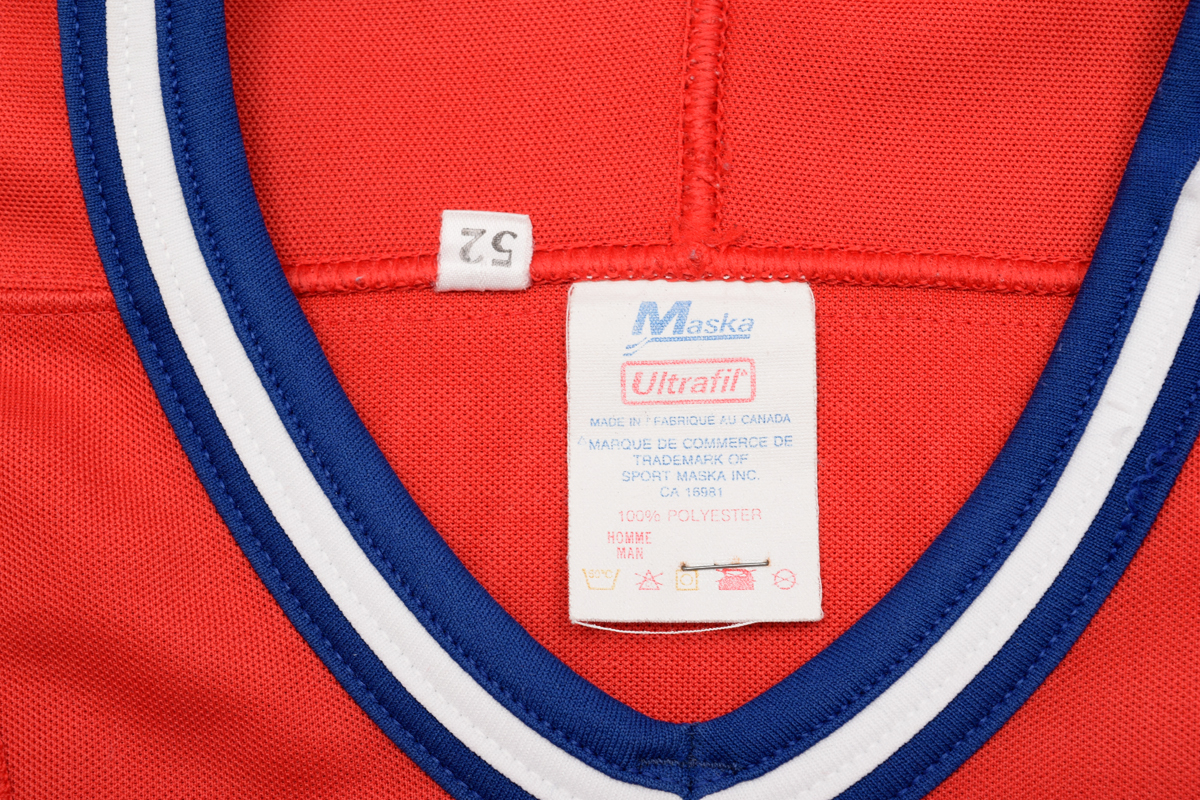 52
Maska
Ultrafil
MADE IN / FABRIQUE AU CANADA
MARQUE DE COMMERCE DE
TRADEMARK OF
SPORT MASKA INC.
CA 16981
100% POLYESTER
HOMME
MAN